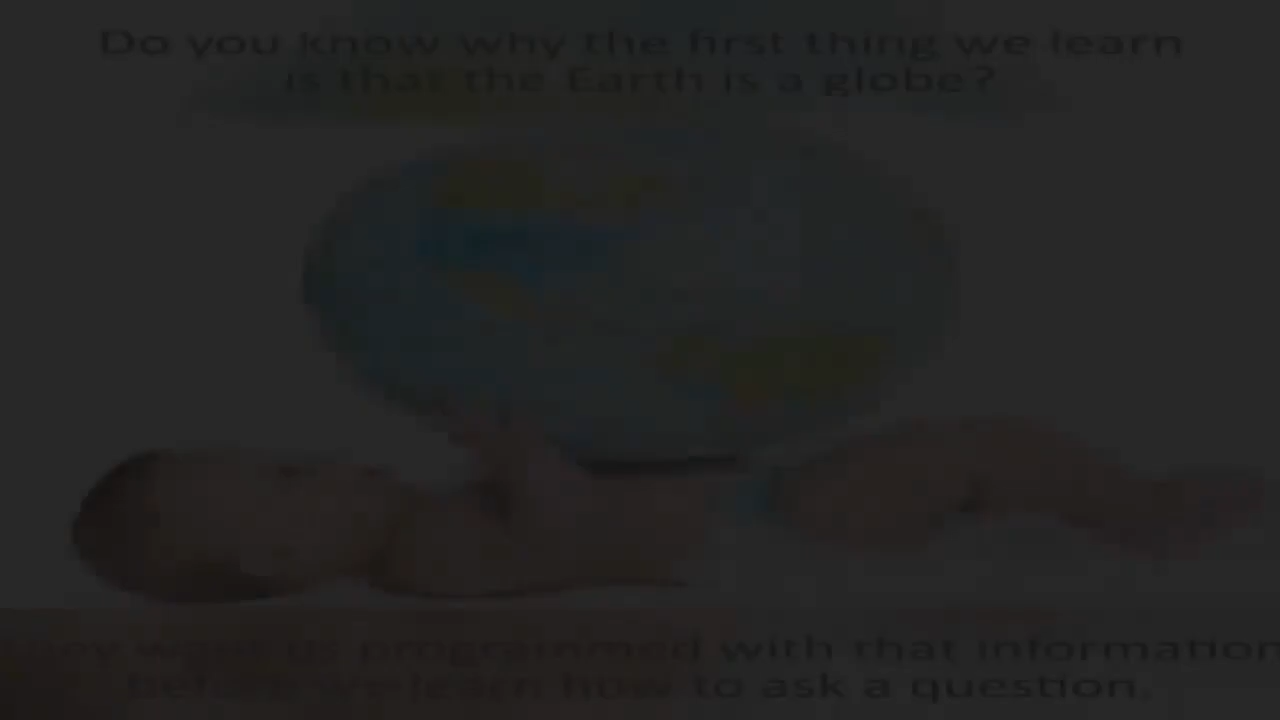 Do you know why the first thing we learn
is that the Earth is a globe?
They want us programmed with that information
before we learn how to ask a question.